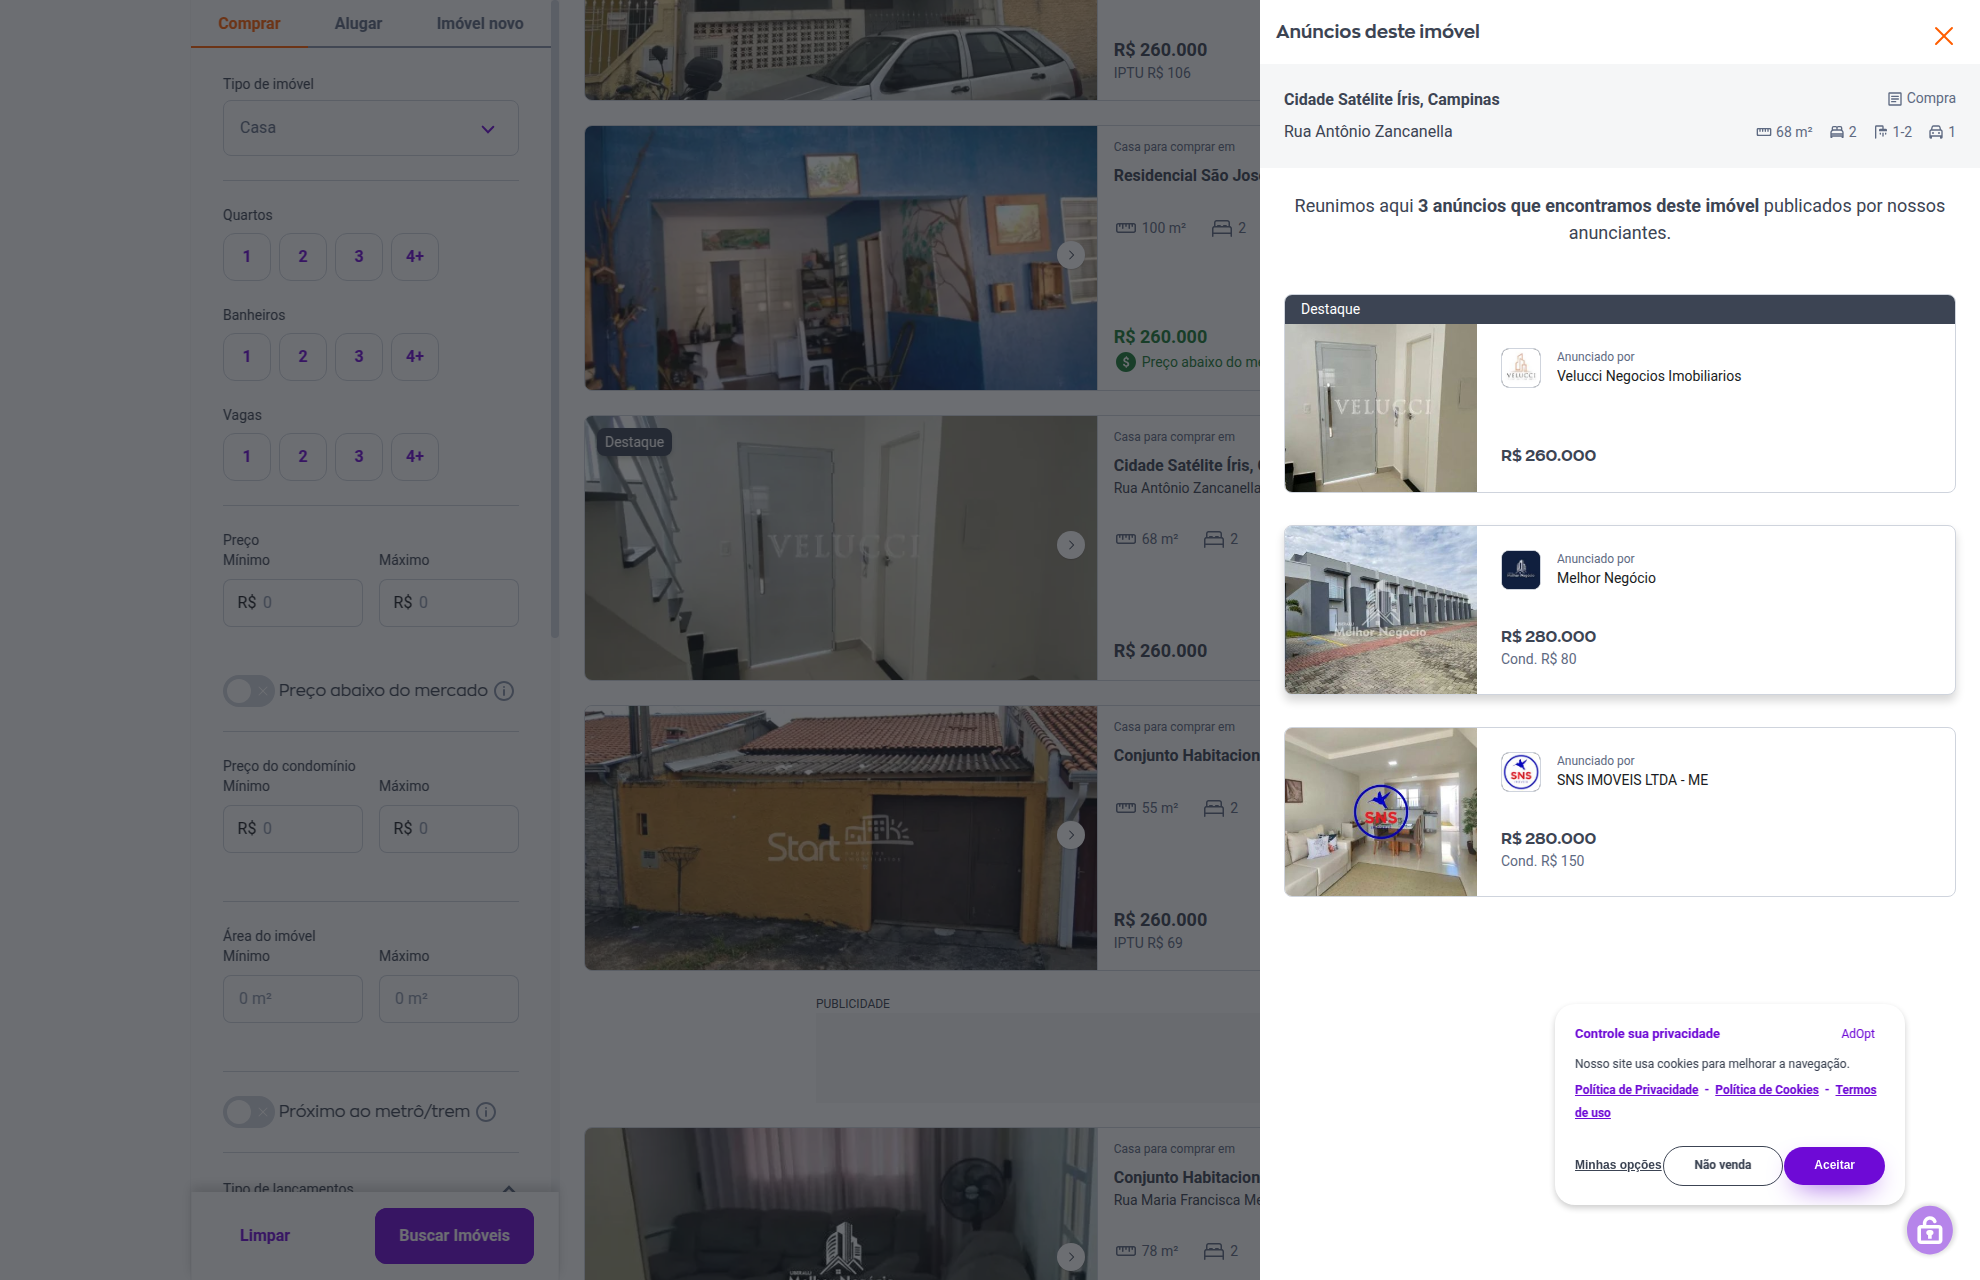 Comprar
Alugar
Imóvel novo
Tipo de imóvel
Casa
Quartos
1
2
3
4+
Banheiros
1
2
3
4+
Vagas
1
2
3
4+
Preço
Mínimo
Máximo
R$ 0
R$ 0
Preço abaixo do mercado
Preço do condomínio
Mínimo
Máximo
R$ 0
R$ 0
Área do imóvel
Mínimo
Máximo
0 m²
0 m²
Próximo ao metrô/trem
Tipo de lançamentos
Limpar
Buscar Imóveis
R$ 260.000
IPTU R$ 106
Casa para comprar em
Residencial São Jos
100 m²
2
R$ 260.000
Preço abaixo do me
Destaque
VELUCCI
Casa para comprar em
Cidade Satélite Íris,
Rua Antônio Zancanella
68 m²
2
R$ 260.000
Start
Casa para comprar em
Conjunto Habitacion
55 m²
2
R$ 260.000
IPTU R$ 69
PUBLICIDADE
Casa para comprar em
Conjunto Habitacion
Rua Maria Francisca Me
78 m²
2
Anúncios deste imóvel
Cidade Satélite Íris, Campinas
Compra
Rua Antônio Zancanella
68 m²
2
1-2
1
Reunimos aqui 3 anúncios que encontramos deste imóvel publicados por nossos
anunciantes.
Destaque
VELUCCI
VELUCCI
Anunciado por
Velucci Negocios Imobiliarios
R$ 260.000
Melhor Negócio
Anunciado por
Melhor Negócio
R$ 280.000
Cond. R$ 80
SNS
SNS
Anunciado por
SNS IMOVEIS LTDA - ME
R$ 280.000
Cond. R$ 150
Controle sua privacidade
AdOpt
Nosso site usa cookies para melhorar a navegação.
Política de Privacidade - Política de Cookies - Termos
de uso
Minhas opções
Não venda
Aceitar